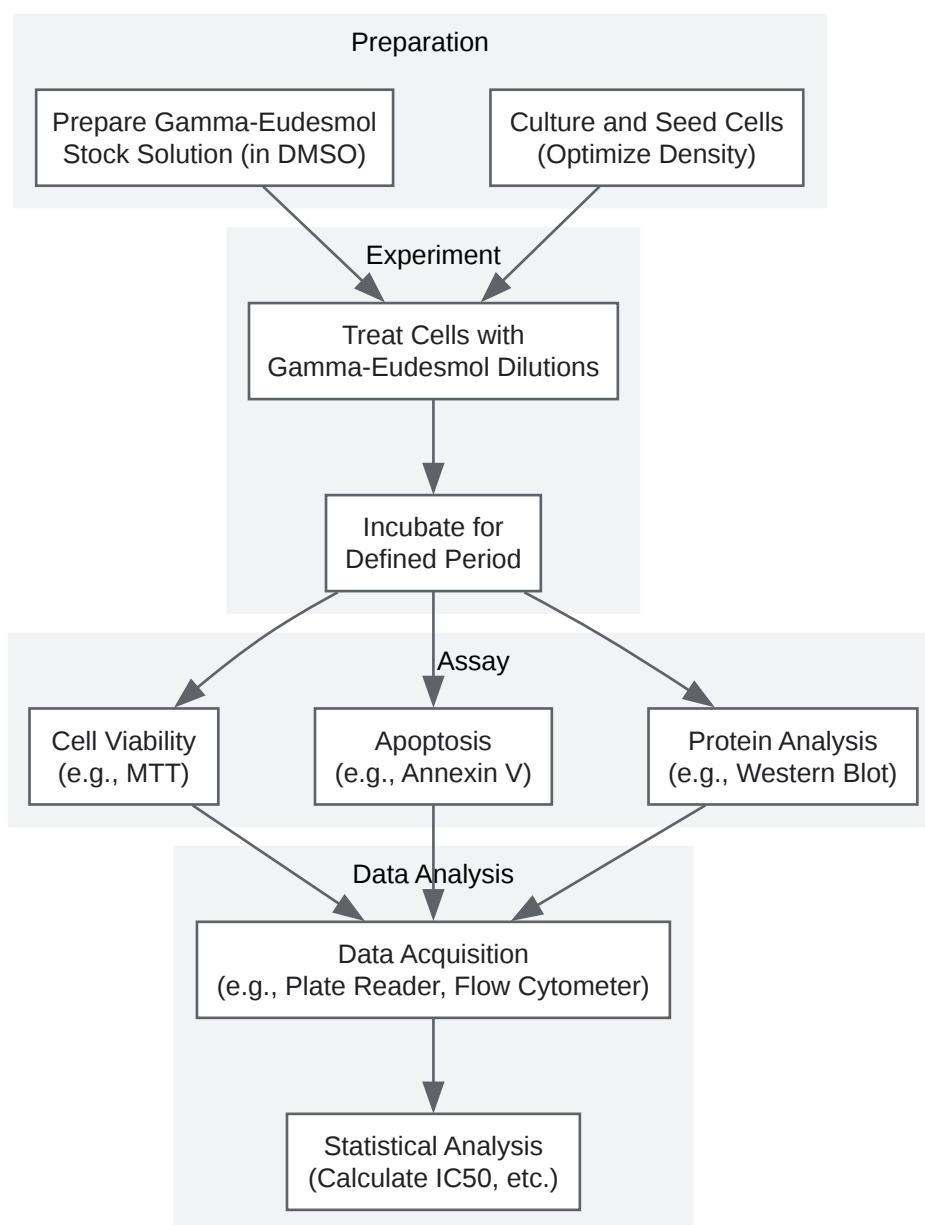 Preparation
Prepare Gamma-Eudesmol
Stock Solution (in DMSO)
Culture and Seed Cells
(Optimize Density)
Experiment
Treat Cells with
Gamma-Eudesmol Dilutions
Incubate for
Defined Period
Assay
Cell Viability
(e.g., MTT)
Apoptosis
(e.g., Annexin V)
Protein Analysis
(e.g., Western Blot)
Data Analysis
Data Acquisition
(e.g., Plate Reader, Flow Cytometer)
Statistical Analysis
(Calculate IC50, etc.)